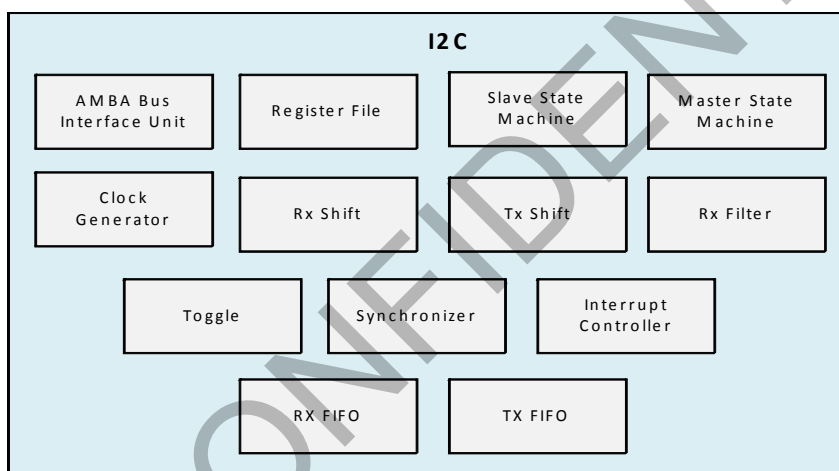 I2C
AMBA Bus
Interface Unit
Register File
Slave State
Machine
Master State
Machine
Clock
Generator
Rx Shift
Tx Shift
Rx Filter
Toggle
Synchronizer
Interrupt
Controller
RX FIFO
TX FIFO